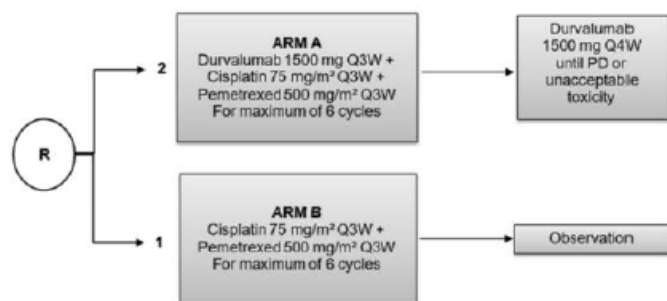 R
2
ARM A
Durvalumab 1500 mg Q3W +
Cisplatin 75 mg/m² Q3W +
Pemetrexed 500 mg/m² Q3W
For maximum of 6 cycles
Durvalumab
1500 mg Q4W
until PD or
unacceptable
toxicity
1
ARM B
Cisplatin 75 mg/m² Q3W +
Pemetrexed 500 mg/m² Q3W
For maximum of 6 cycles
Observation